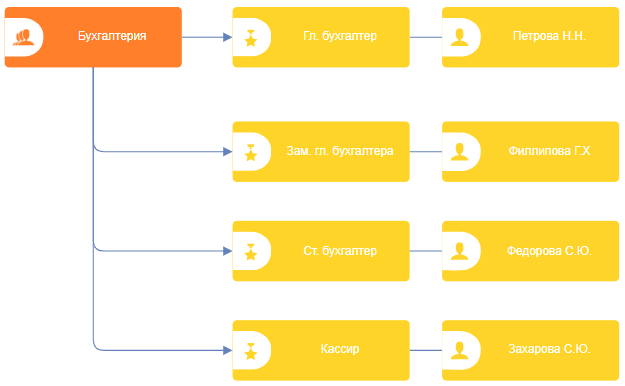 Бухгалтерия
Гл. бухгалтер
Петрова Н.Н.
Зам. гл. бухгалтера
Филлипова Г.Х
Ст. бухгалтер
Федорова С.Ю.
Кассир
Захарова С.Ю.